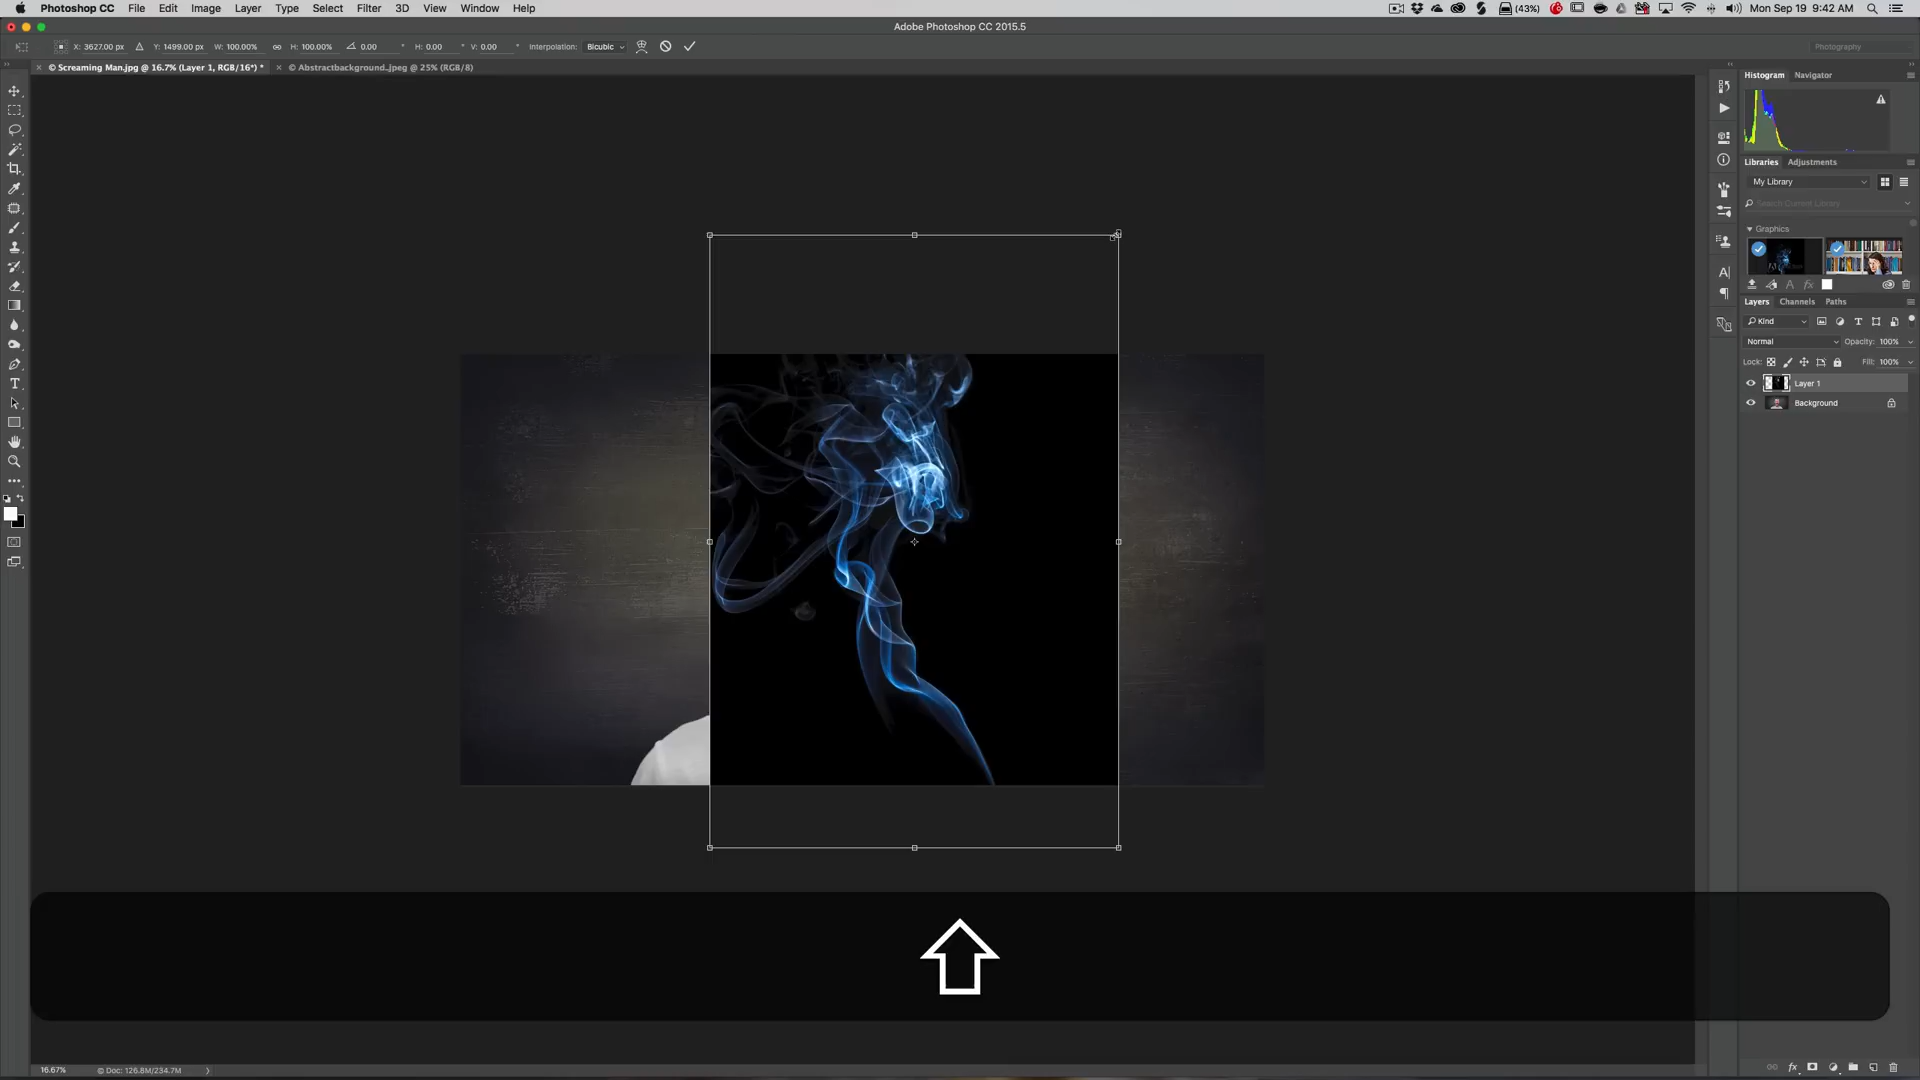 Photoshop CC File Edit Image Layer Type Select Filter 3D View Window Help (43%) Mon Sep 19 9:42 AM
Adobe Photoshop CC 2015.5
X: 3627.00 px Y: 1499.00 px W: 100.00% H: 100.00% 0.00 ° H: 0.00 ° V: 0.00 ° Interpolation: Bicubic Photography
× © Screaming Man.jpg @ 16.7% (Layer 1, RGB/16*) * × © Abstractbackground.jpeg @ 25% (RGB/8)
Histogram Navigator
Libraries Adjustments
My Library
Search Current Library
Graphics
Layers Channels Paths
Kind
Normal Opacity: 100%
Lock: Fill: 100%
Layer 1
Background
16.67% © Doc: 126.8M/234.7M